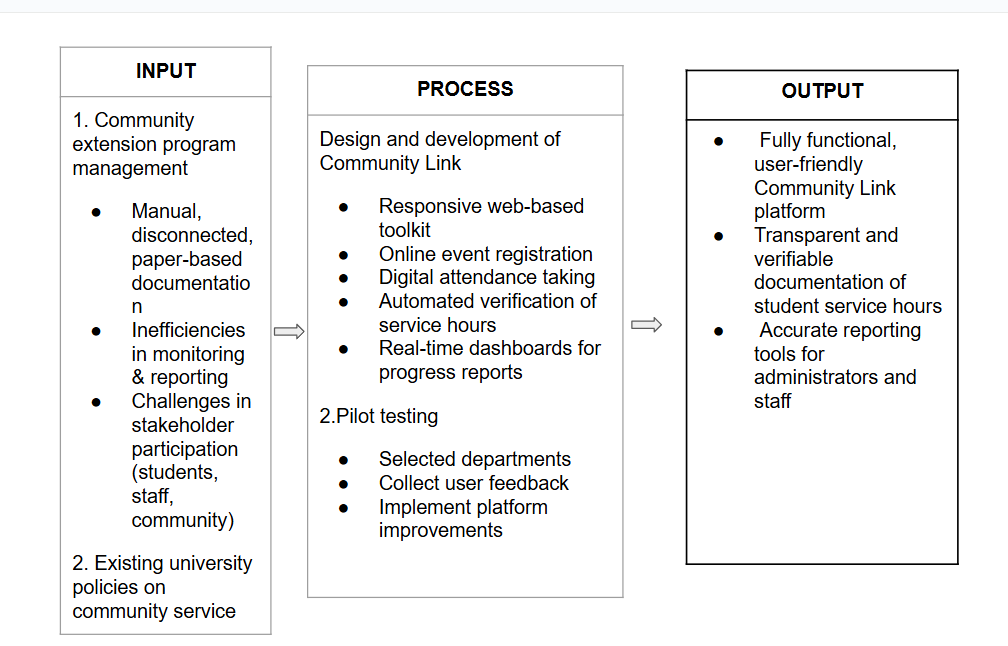 INPUT
1. Community
extension program
management
● Manual,
disconnected,
paper-based
documentatio
n
● Inefficiencies
in monitoring
& reporting
● Challenges in
stakeholder
participation
(students,
staff,
community)
2. Existing university
policies on
community service
PROCESS
Design and development of
Community Link
● Responsive web-based
toolkit
● Online event registration
● Digital attendance taking
● Automated verification of
service hours
● Real-time dashboards for
progress reports
2.Pilot testing
● Selected departments
● Collect user feedback
● Implement platform
improvements
OUTPUT
● Fully functional,
user-friendly
Community Link
platform
● Transparent and
verifiable
documentation of
student service hours
● Accurate reporting
tools for
administrators and
staff